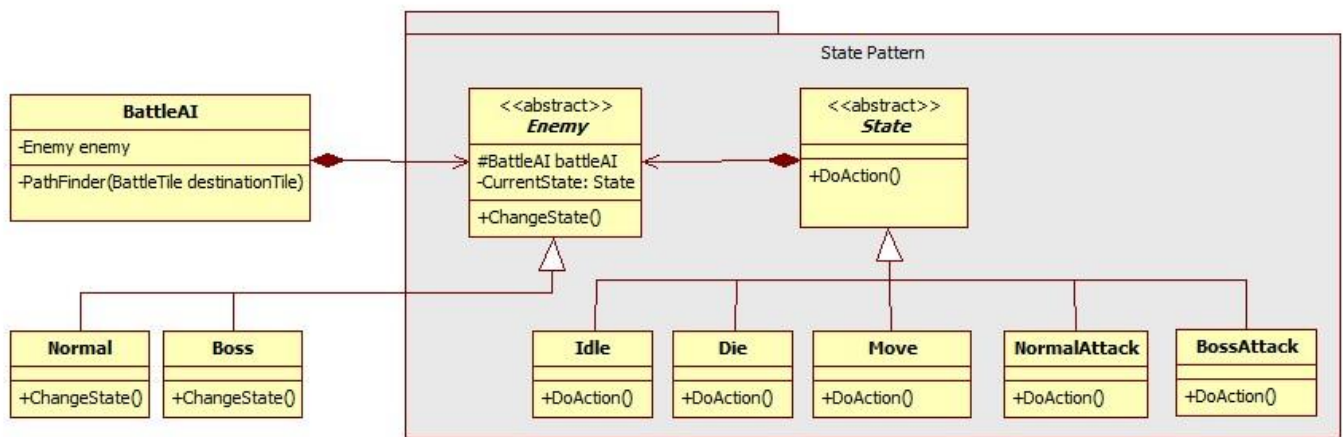 State Pattern
BattleAI
-Enemy enemy
-PathFinder(BattleTile destinationTile)
<<abstract>>
Enemy
#BattleAI battleAI
-CurrentState: State
+ChangeState()
<<abstract>>
State
+DoAction()
Normal
+ChangeState()
Boss
+ChangeState()
Idle
+DoAction()
Die
+DoAction()
Move
+DoAction()
NormalAttack
+DoAction()
BossAttack
+DoAction()